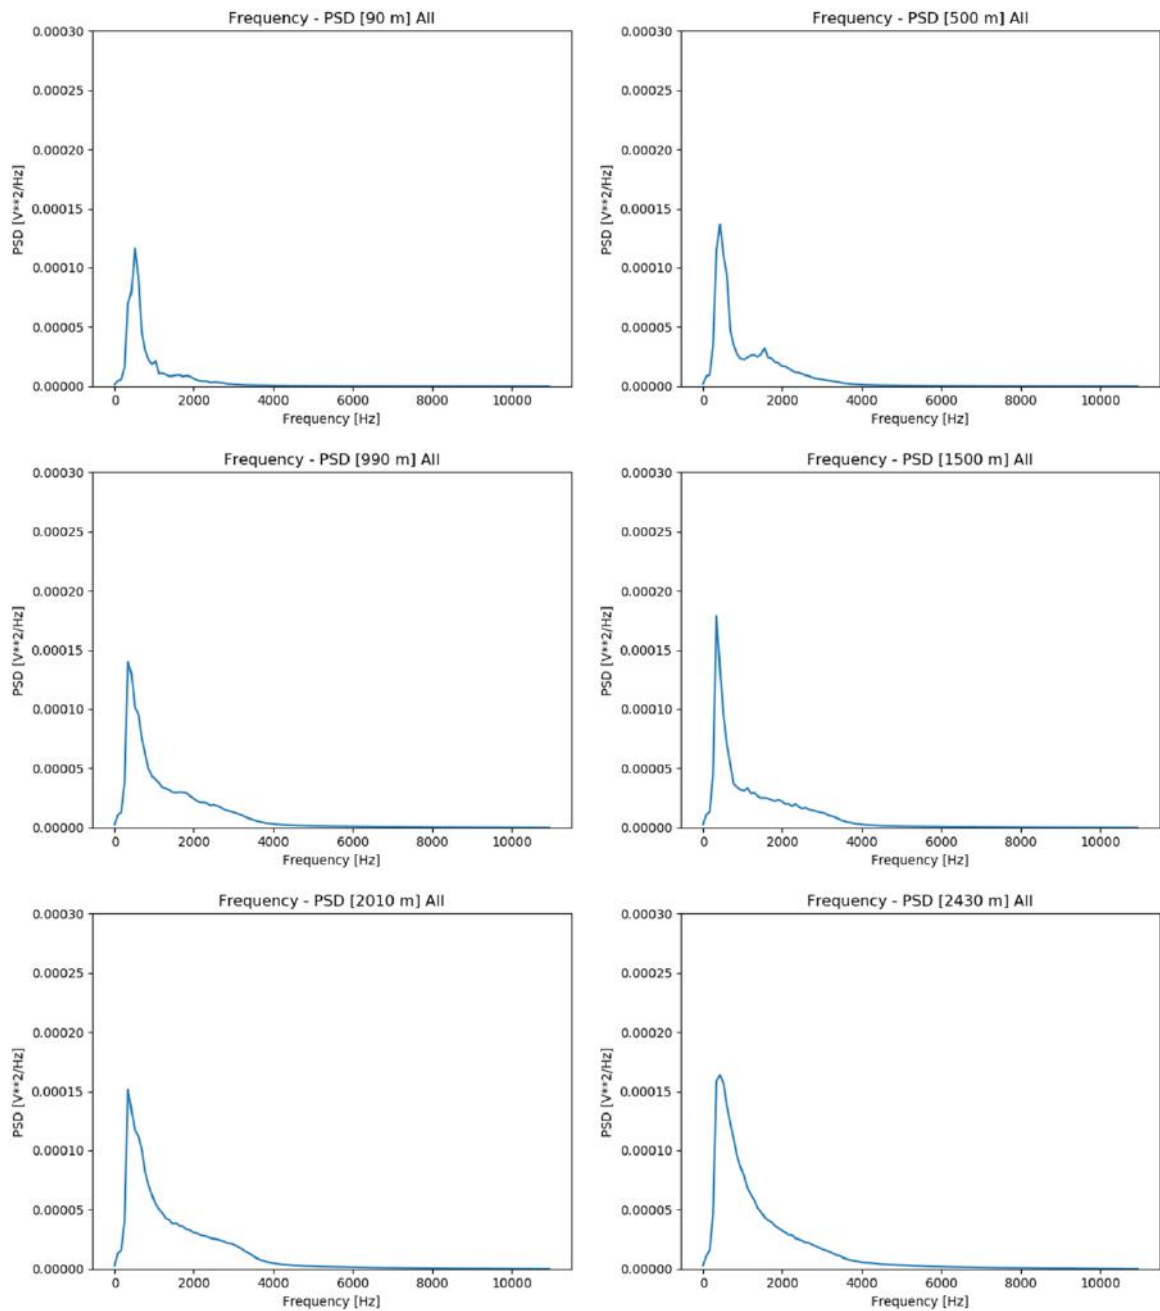 Frequency - PSD [90 m] All
0.00030
0.00025
0.00020
0.00015
0.00010
0.00005
0.00000
PSD [V**2/Hz]
0 2000 4000 6000 8000 10000
Frequency [Hz]
Frequency - PSD [500 m] All
0.00030
0.00025
0.00020
0.00015
0.00010
0.00005
0.00000
PSD [V**2/Hz]
0 2000 4000 6000 8000 10000
Frequency [Hz]
Frequency - PSD [990 m] All
0.00030
0.00025
0.00020
0.00015
0.00010
0.00005
0.00000
PSD [V**2/Hz]
0 2000 4000 6000 8000 10000
Frequency [Hz]
Frequency - PSD [1500 m] All
0.00030
0.00025
0.00020
0.00015
0.00010
0.00005
0.00000
PSD [V**2/Hz]
0 2000 4000 6000 8000 10000
Frequency [Hz]
Frequency - PSD [2010 m] All
0.00030
0.00025
0.00020
0.00015
0.00010
0.00005
0.00000
PSD [V**2/Hz]
0 2000 4000 6000 8000 10000
Frequency [Hz]
Frequency - PSD [2430 m] All
0.00030
0.00025
0.00020
0.00015
0.00010
0.00005
0.00000
PSD [V**2/Hz]
0 2000 4000 6000 8000 10000
Frequency [Hz]